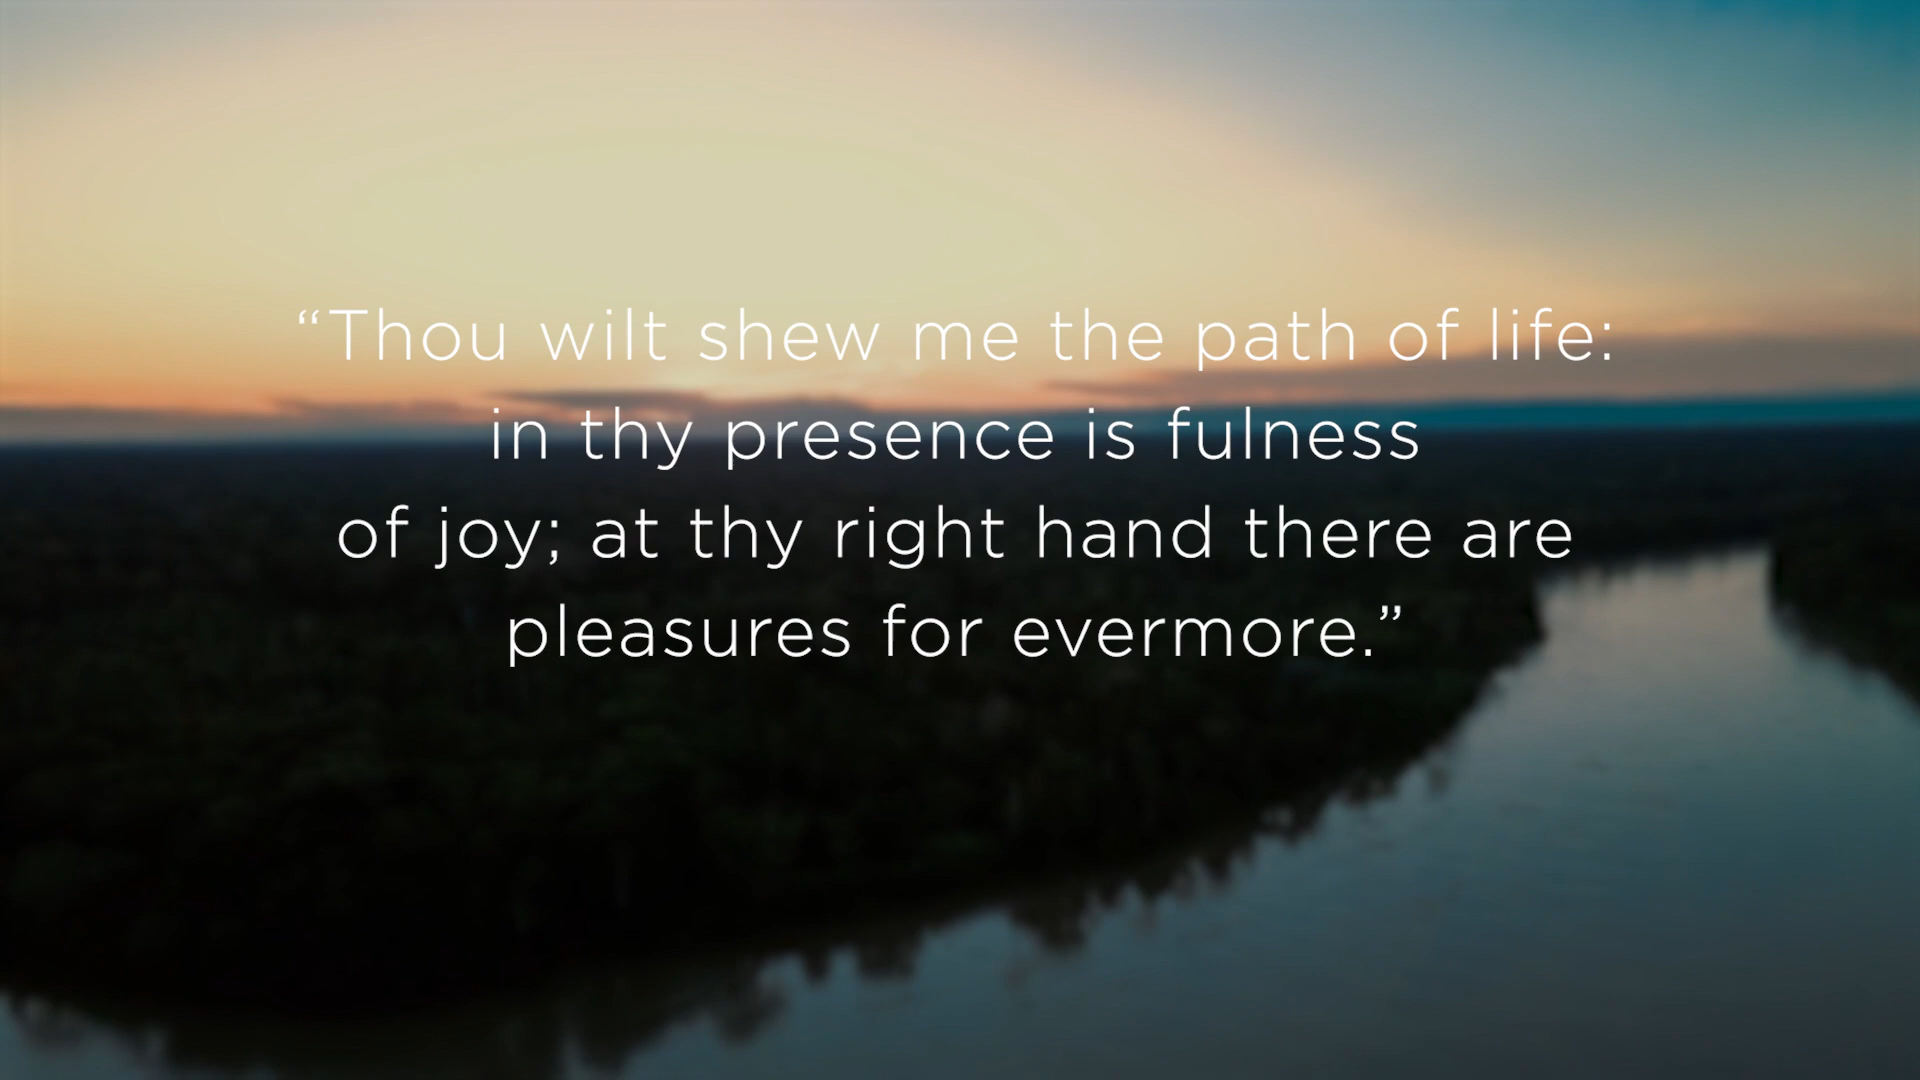 “Thou wilt shew me the path of life:
in thy presence is fulness
of joy; at thy right hand there are
pleasures for evermore.”